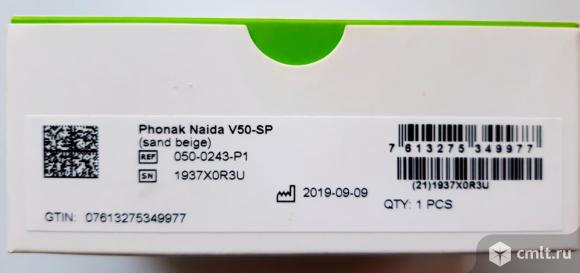 Phonak Naida V50-SP
(sand beige)
REF 050-0243-P1
SN 1937X0R3U
2019-09-09
GTIN: 07613275349977
7 613275 349977
(21)1937X0R3U
QTY: 1 PCS
cmlt.ru